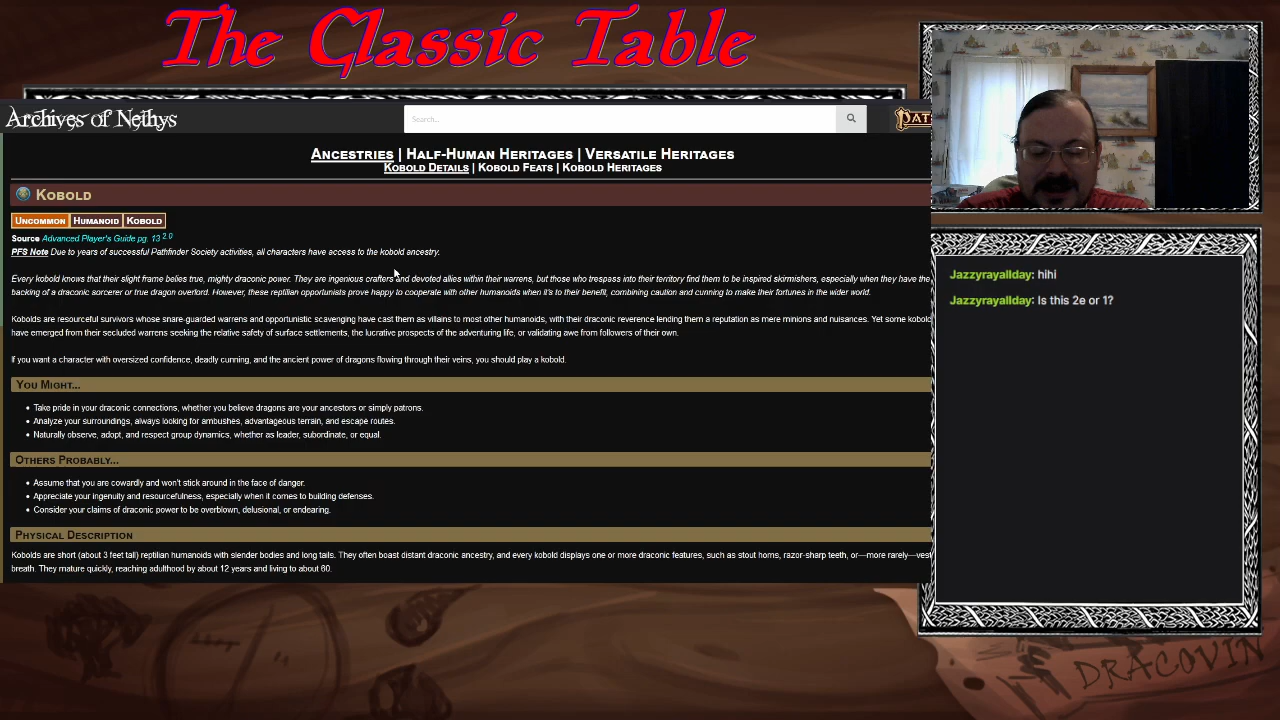 The Classic Table
Archives of Nethys
Search...
ANCESTRIES | HALF-HUMAN HERITAGES | VERSATILE HERITAGES
KOBOLD DETAILS | KOBOLD FEATS | KOBOLD HERITAGES
KOBOLD
UNCOMMON HUMANOID KOBOLD
Source Advanced Player's Guide pg. 13 2.0
PFS Note Due to years of successful Pathfinder Society activities, all characters have access to the kobold ancestry.
Every kobold knows that their slight frame belies true, mighty draconic power. They are ingenious crafters and devoted allies within their warrens, but those who trespass into their territory find them to be inspired skirmishers, especially when they have the
backing of a draconic sorcerer or true dragon overlord. However, these reptilian opportunists prove happy to cooperate with other humanoids when it's to their benefit, combining caution and cunning to make their fortunes in the wider world.
Kobolds are resourceful survivors whose snare-guarded warrens and opportunistic scavenging have cast them as villains to most other humanoids, with their draconic reverence lending them a reputation as mere minions and nuisances. Yet some kobold
have emerged from their secluded warrens seeking the relative safety of surface settlements, the lucrative prospects of the adventuring life, or validating awe from followers of their own.
If you want a character with oversized confidence, deadly cunning, and the ancient power of dragons flowing through their veins, you should play a kobold.
YOU MIGHT...
• Take pride in your draconic connections, whether you believe dragons are your ancestors or simply patrons.
• Analyze your surroundings, always looking for ambushes, advantageous terrain, and escape routes.
• Naturally observe, adopt, and respect group dynamics, whether as leader, subordinate, or equal.
OTHERS PROBABLY...
• Assume that you are cowardly and won't stick around in the face of danger.
• Appreciate your ingenuity and resourcefulness, especially when it comes to building defenses.
• Consider your claims of draconic power to be overblown, delusional, or endearing.
PHYSICAL DESCRIPTION
Kobolds are short (about 3 feet tall) reptilian humanoids with slender bodies and long tails. They often boast distant draconic ancestry, and every kobold displays one or more draconic features, such as stout horns, razor-sharp teeth, or—more rarely—vest
breath. They mature quickly, reaching adulthood by about 12 years and living to about 60.
Jazzyrayallday: hihi
Jazzyrayallday: Is this 2e or 1?
DRACOVIN